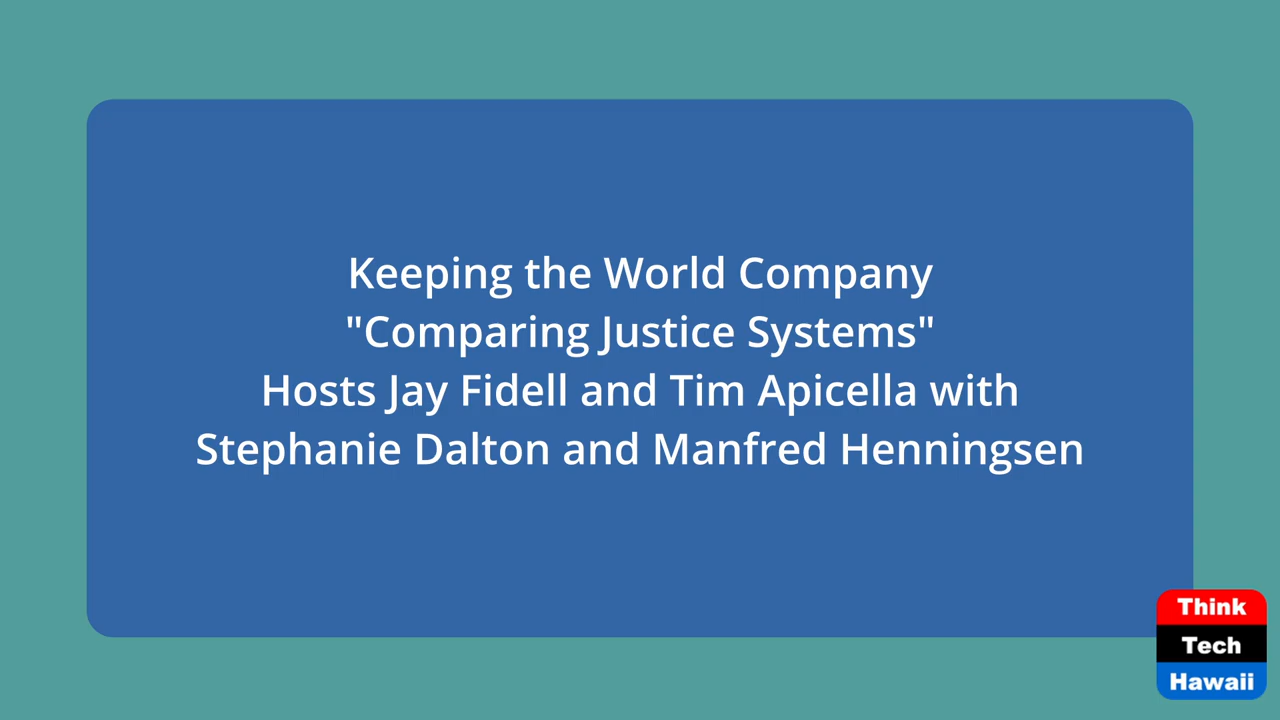 Keeping the World Company
"Comparing Justice Systems"
Hosts Jay Fidell and Tim Apicella with
Stephanie Dalton and Manfred Henningsen
Think
Tech
Hawaii